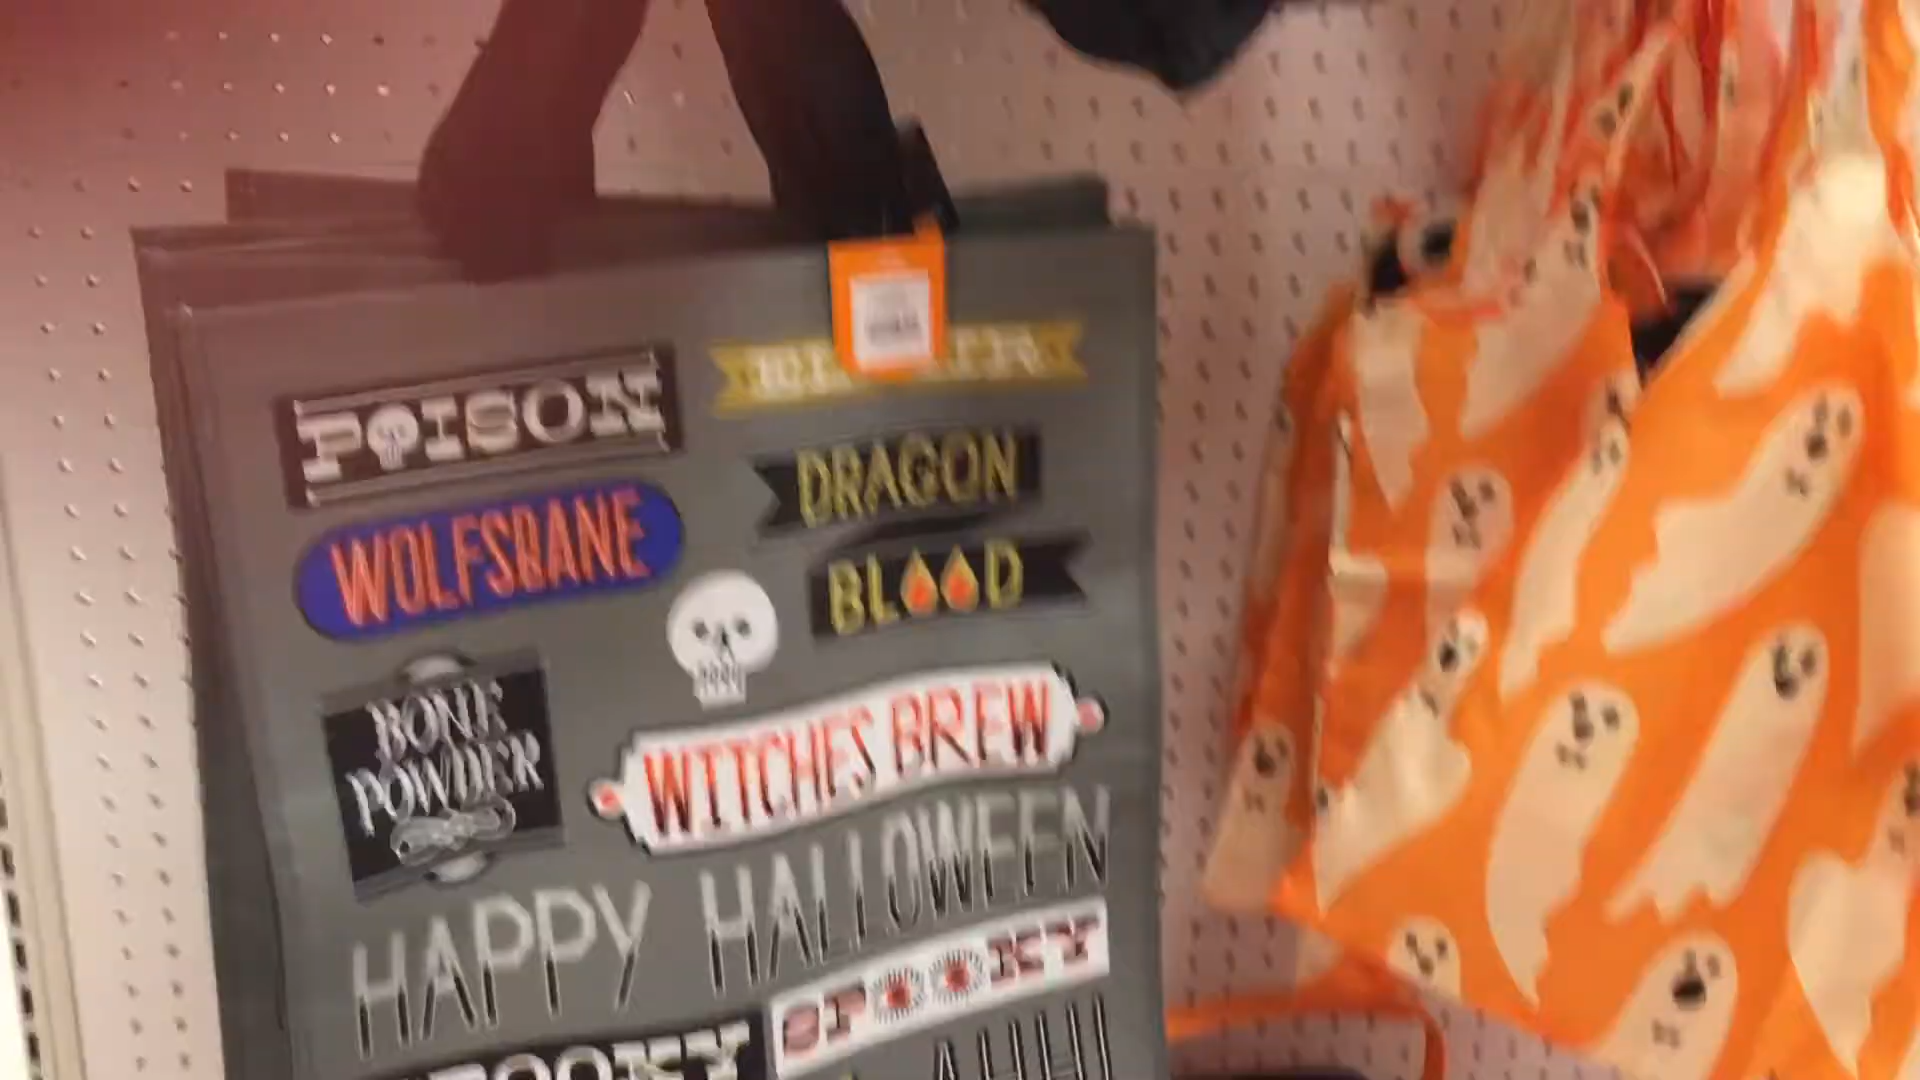 POISON
WOLFSBANE
DRAGON
BLOOD
BONE
POWDER
WITCHES BREW
HAPPY HALLOWEEN
SPOOKY